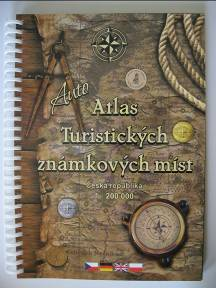 Auto
Atlas
Turistických
známkových míst
Česká republika
1:200 000